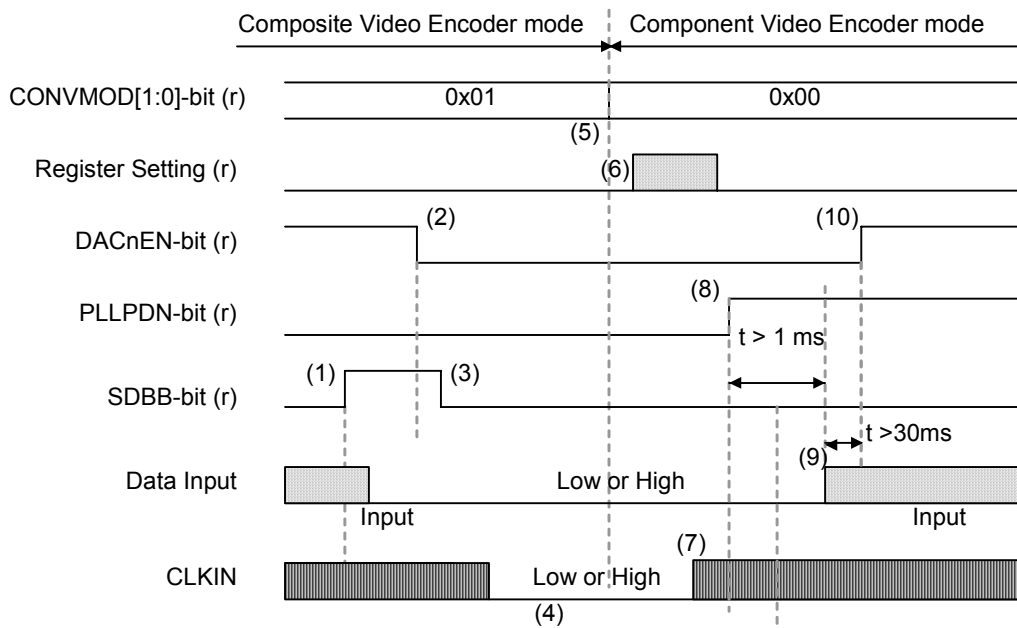 Composite Video Encoder mode
Component Video Encoder mode
CONVMOD[1:0]-bit (r)
0x01
0x00
(5)
Register Setting (r)
(6)
DACnEN-bit (r)
(2)
(10)
PLLPDN-bit (r)
(8)
t > 1 ms
SDBB-bit (r)
(1)
(3)
t >30ms
Data Input
Low or High
(9)
Input
Input
CLKIN
Low or High
(7)
(4)